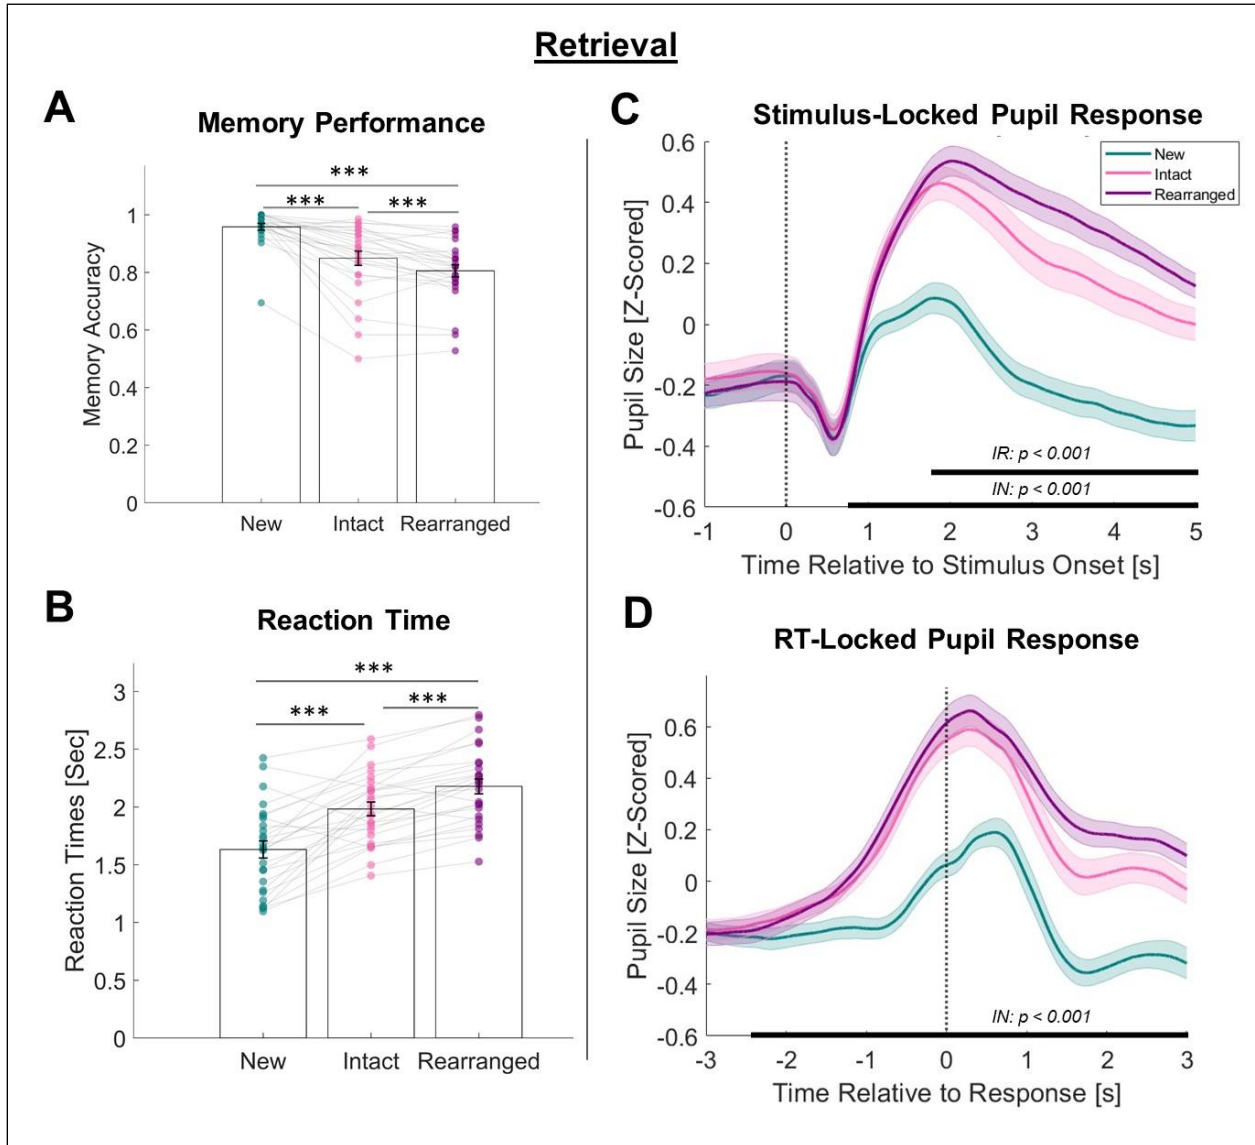 Retrieval
A
Memory Performance
***
***
***
Memory Accuracy
1
0.8
0.6
0.4
0.2
0
New
Intact
Rearranged
B
Reaction Time
***
***
***
Reaction Times [Sec]
3
2.5
2
1.5
1
0.5
0
New
Intact
Rearranged
C
Stimulus-Locked Pupil Response
New
Intact
Rearranged
Pupil Size [Z-Scored]
0.6
0.4
0.2
0
-0.2
-0.4
-0.6
IR: p < 0.001
IN: p < 0.001
-1
0
1
2
3
4
5
Time Relative to Stimulus Onset [s]
D
RT-Locked Pupil Response
Pupil Size [Z-Scored]
0.6
0.4
0.2
0
-0.2
-0.4
-0.6
IN: p < 0.001
-3
-2
-1
0
1
2
3
Time Relative to Response [s]